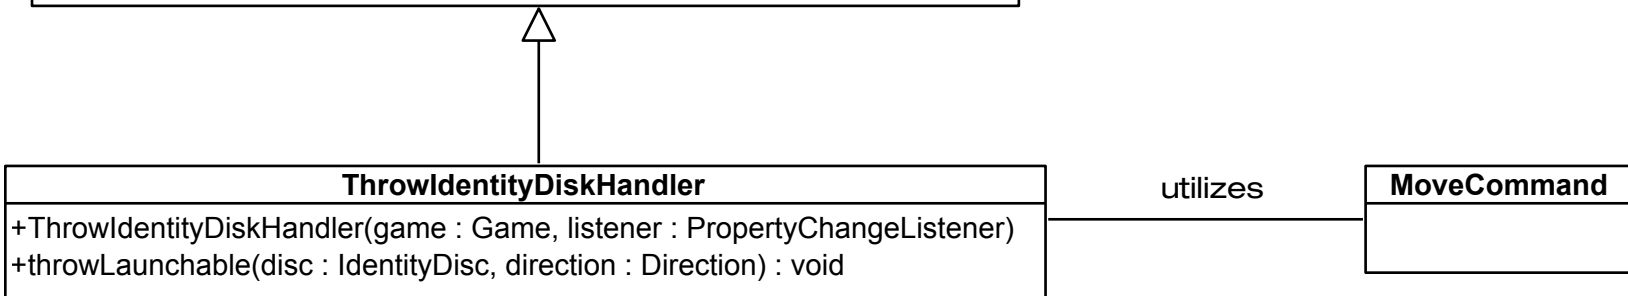 ThrowIdentityDiskHandler
+ThrowIdentityDiskHandler(game : Game, listener : PropertyChangeListener)
+throwLaunchable(disc : IdentityDisc, direction : Direction) : void
utilizes
MoveCommand